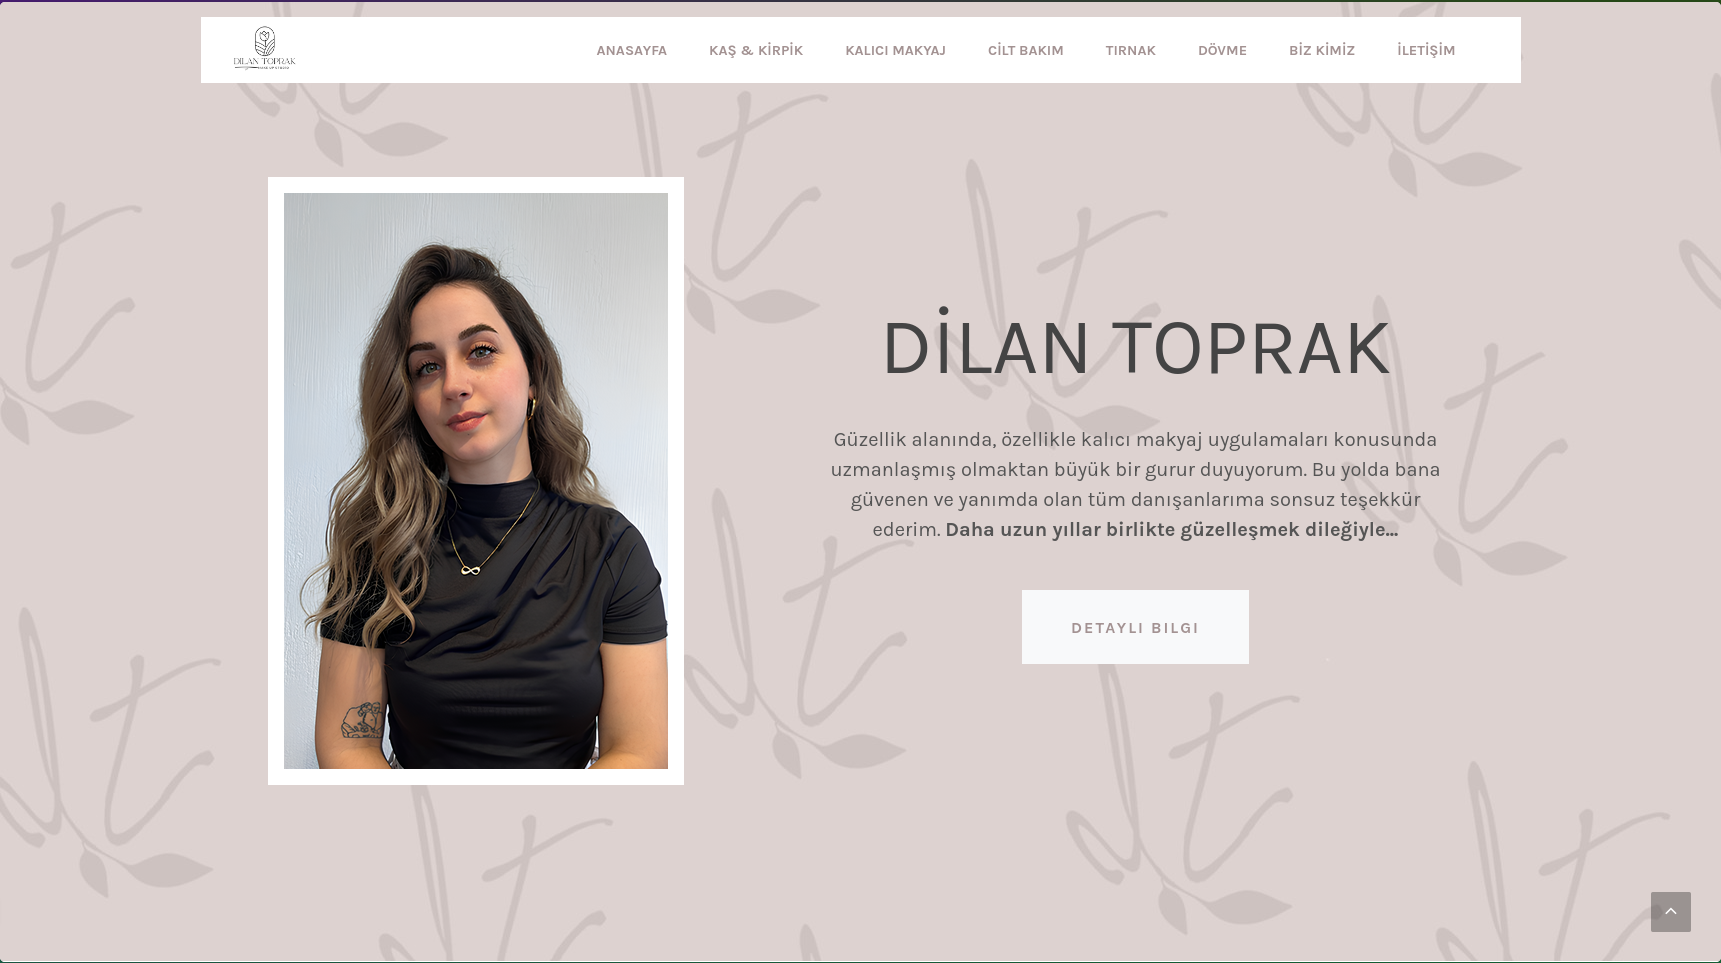 DİLAN TOPRAK
ANASAYFA
KAŞ & KİRPİK
KALICI MAKYAJ
CİLT BAKIM
TIRNAK
DÖVME
BİZ KİMİZ
İLETİŞİM
DİLAN TOPRAK
Güzellik alanında, özellikle kalıcı makyaj uygulamaları konusunda
uzmanlaşmış olmaktan büyük bir gurur duyuyorum. Bu yolda bana
güvenen ve yanımda olan tüm danışanlarıma sonsuz teşekkür
ederim. Daha uzun yıllar birlikte güzelleşmek dileğiyle...
DETAYLI BILGI